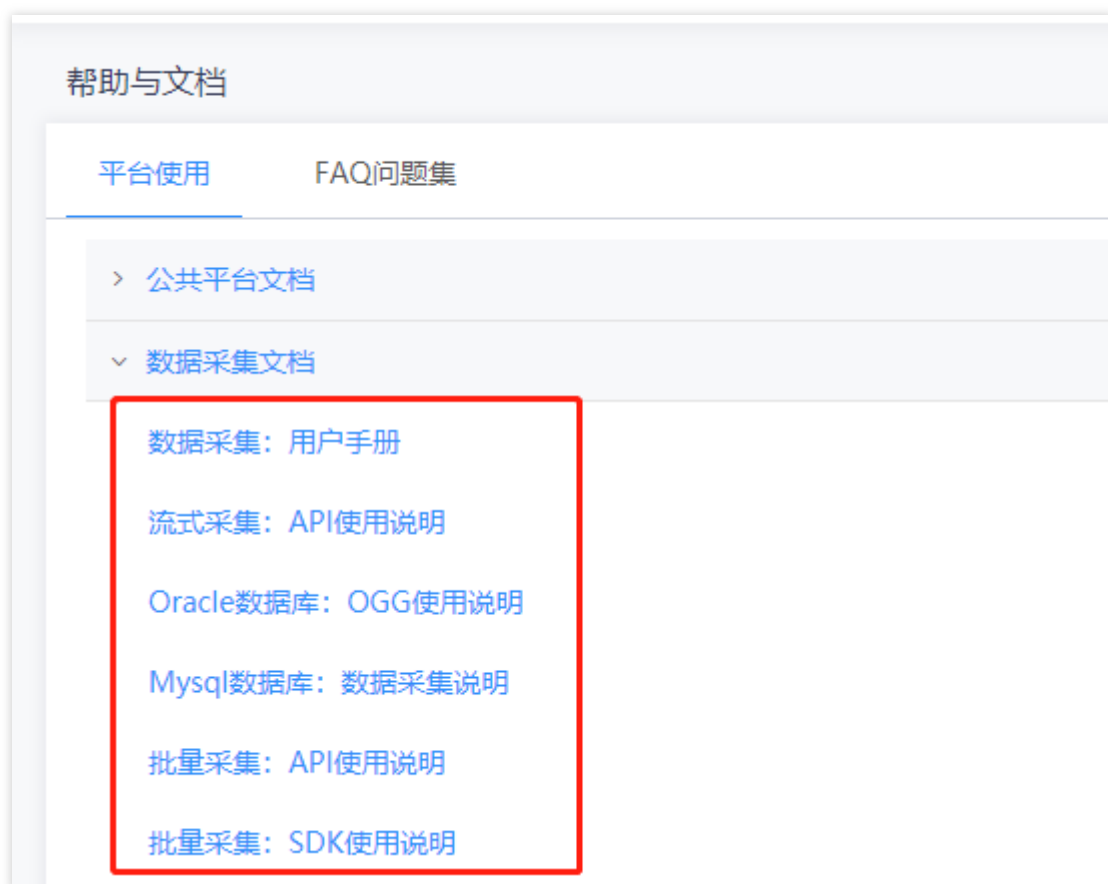 帮助与文档
平台使用 FAQ问题集
公共平台文档
数据采集文档
数据采集：用户手册
流式采集：API使用说明
Oracle数据库：OGG使用说明
Mysql数据库：数据采集说明
批量采集：API使用说明
批量采集：SDK使用说明